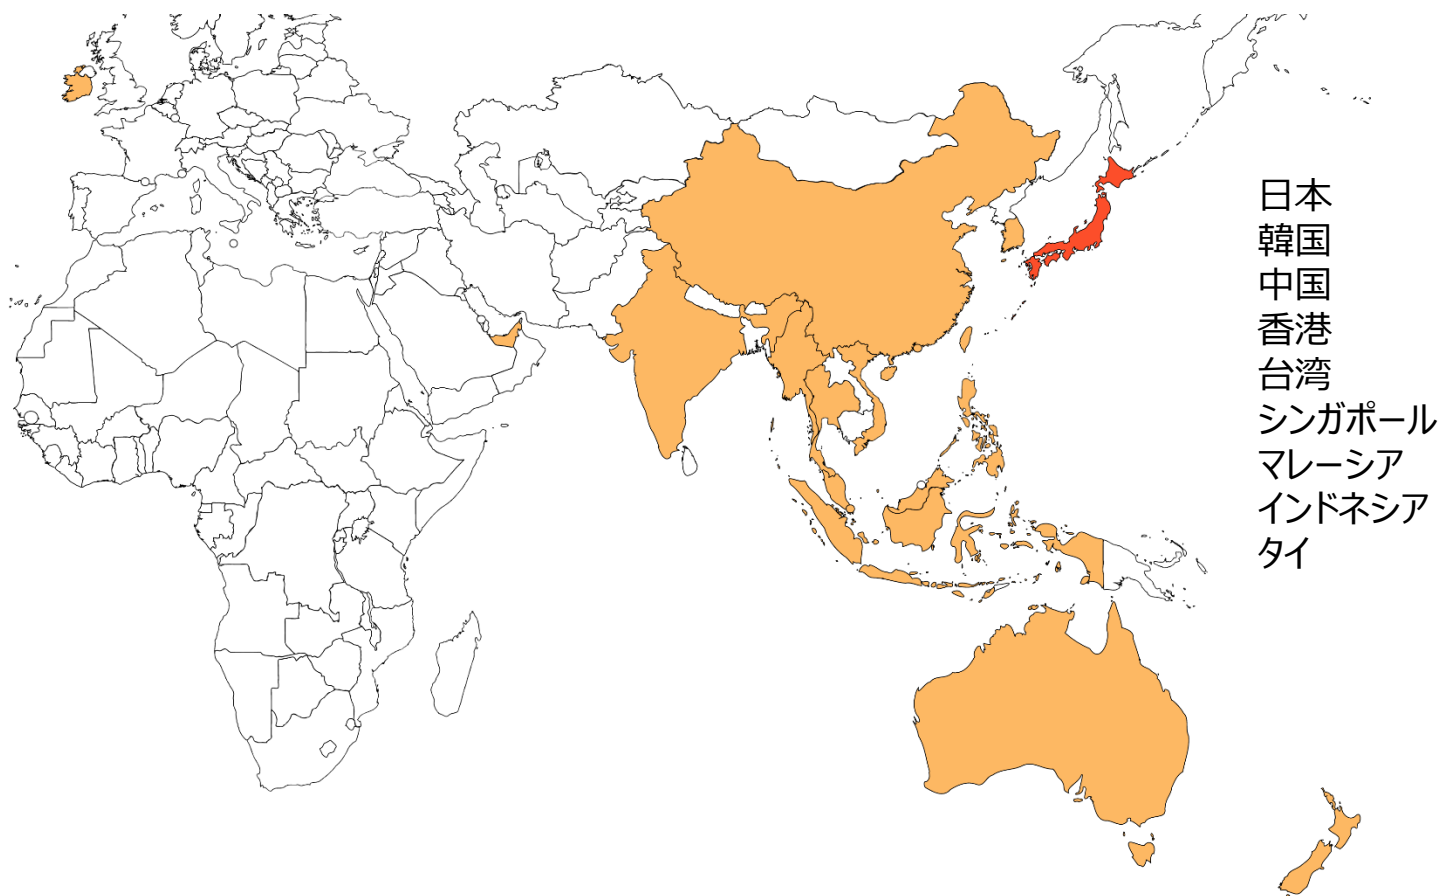 日本
韓国
中国
香港
台湾
シンガポール
マレーシア
インドネシア
タイ